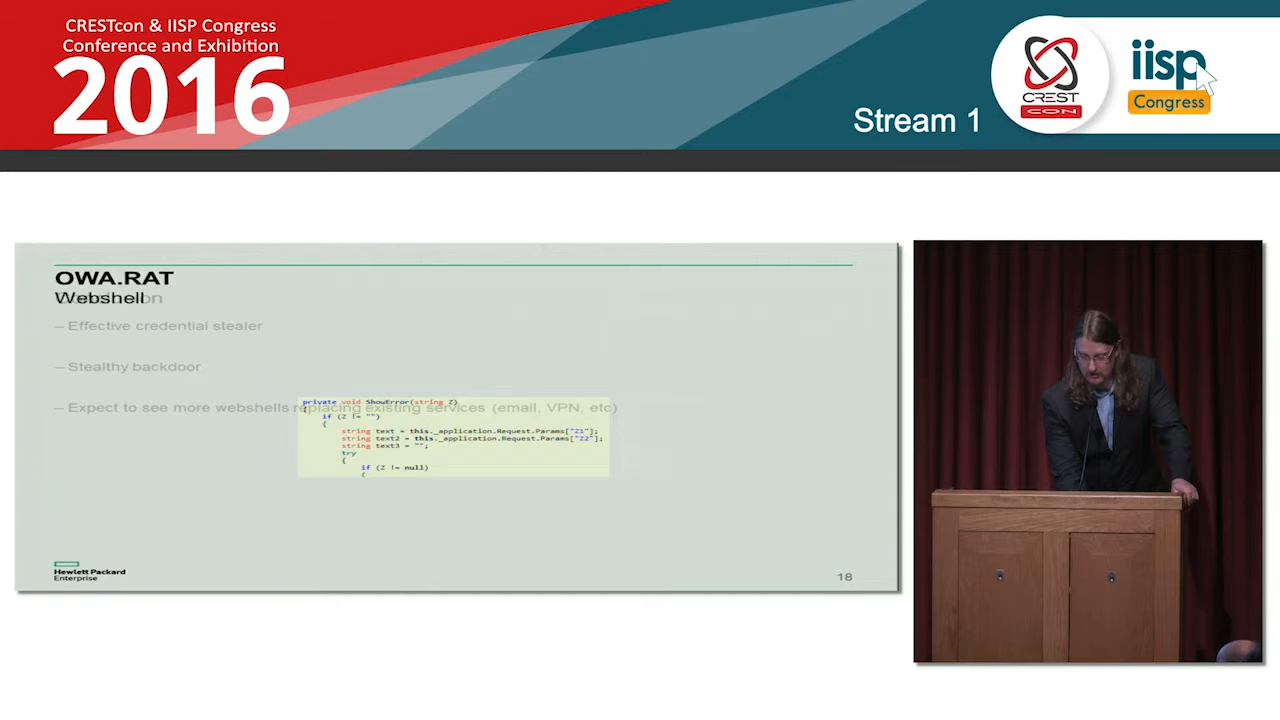 CRESTcon & IISP Congress
Conference and Exhibition
2016
Stream 1
CREST
CON
iisp
Congress
OWA.RAT
Webshell
– Effective credential stealer
– Stealthy backdoor
– Expect to see more webshells replacing existing services (email, VPN, etc)
private void ShowError(string Z)
{
if (Z != "")
{
string text = this._application.Request.Params["Z1"];
string text2 = this._application.Request.Params["Z2"];
string text3 = "";
try
{
if (Z != null)
{
Hewlett Packard
Enterprise
18